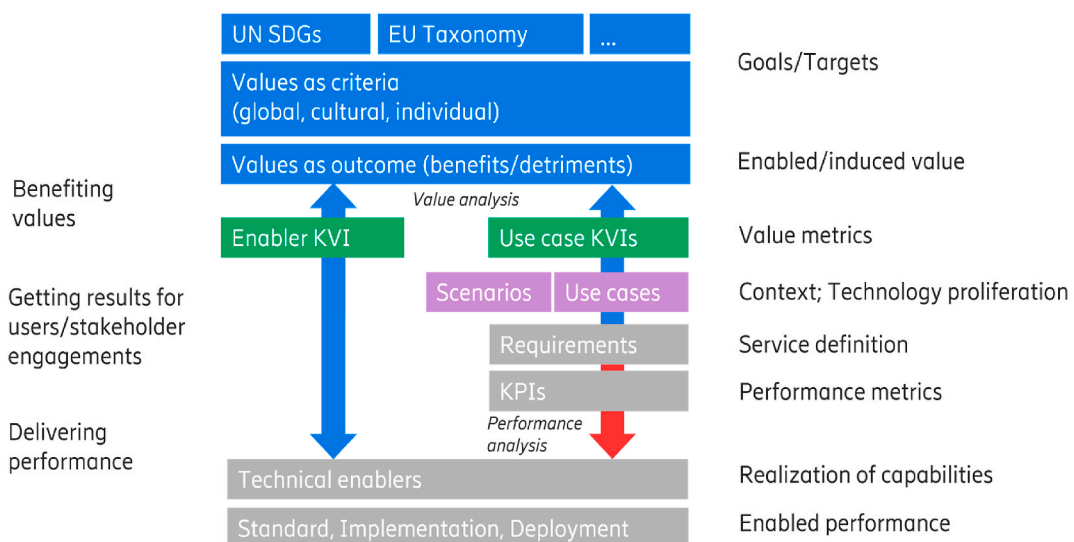 UN SDGs
EU Taxonomy
...
Goals/Targets
Values as criteria
(global, cultural, individual)
Values as outcome (benefits/detriments)
Enabled/induced value
Benefiting
values
Value analysis
Enabler KVI
Use case KVIs
Value metrics
Getting results for
users/stakeholder
engagements
Scenarios
Use cases
Context; Technology proliferation
Requirements
Service definition
KPIs
Performance metrics
Delivering
performance
Performance
analysis
Technical enablers
Realization of capabilities
Standard, Implementation, Deployment
Enabled performance